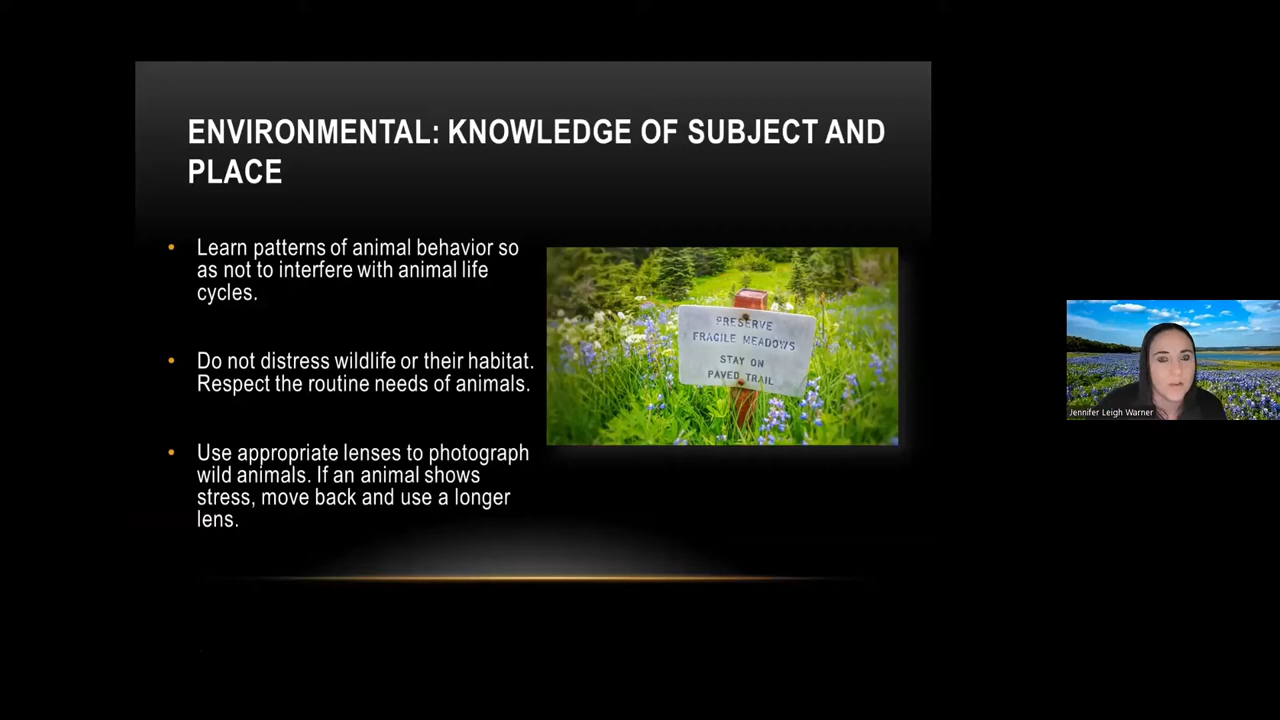 ENVIRONMENTAL: KNOWLEDGE OF SUBJECT AND
PLACE
• Learn patterns of animal behavior so
as not to interfere with animal life
cycles.
• Do not distress wildlife or their habitat.
Respect the routine needs of animals.
• Use appropriate lenses to photograph
wild animals. If an animal shows
stress, move back and use a longer
lens.
PRESERVE
FRAGILE MEADOWS
STAY ON
PAVED TRAIL
Jennifer Leigh Warner